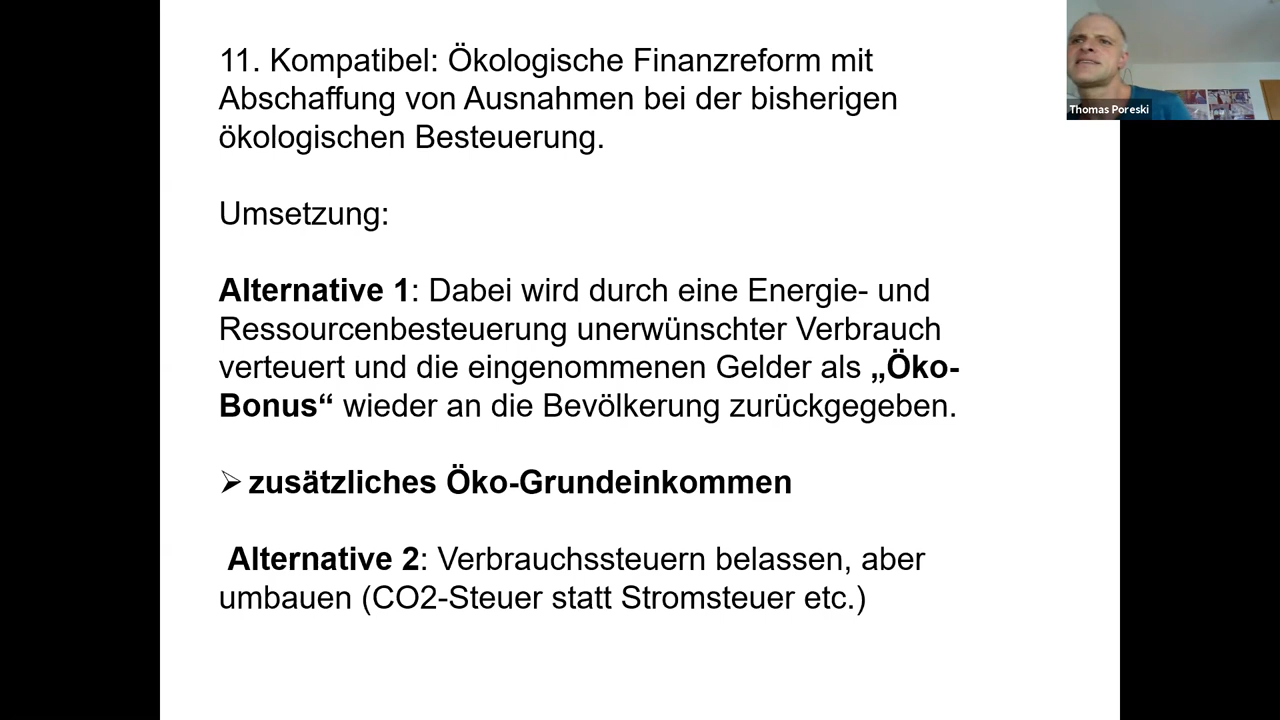 11. Kompatibel: Ökologische Finanzreform mit
Abschaffung von Ausnahmen bei der bisherigen
ökologischen Besteuerung.
Umsetzung:
Alternative 1: Dabei wird durch eine Energie- und
Ressourcenbesteuerung unerwünschter Verbrauch
verteuert und die eingenommenen Gelder als „Öko-
Bonus“ wieder an die Bevölkerung zurückgegeben.
➢ zusätzliches Öko-Grundeinkommen
Alternative 2: Verbrauchssteuern belassen, aber
umbauen (CO2-Steuer statt Stromsteuer etc.)
Thomas Poreski